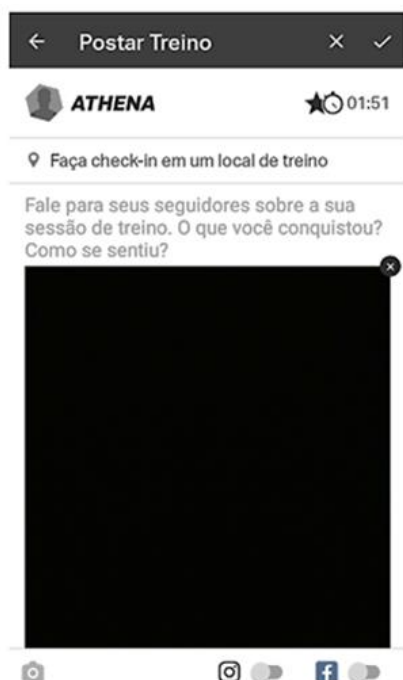 Postar Treino
ATHENA
01:51
Faça check-in em um local de treino
Fale para seus seguidores sobre a sua
sessão de treino. O que você conquistou?
Como se sentiu?